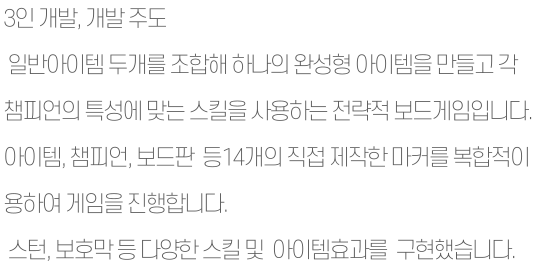 3인 개발, 개발 주도
일반아이템 두개를 조합해 하나의 완성형 아이템을 만들고 각
챔피언의 특성에 맞는 스킬을 사용하는 전략적 보드게임입니다.
아이템, 챔피언, 보드판 등14개의 직접 제작한 마커를 복합적이
용하여 게임을 진행합니다.
스턴, 보호막 등 다양한 스킬 및 아이템효과를 구현했습니다.